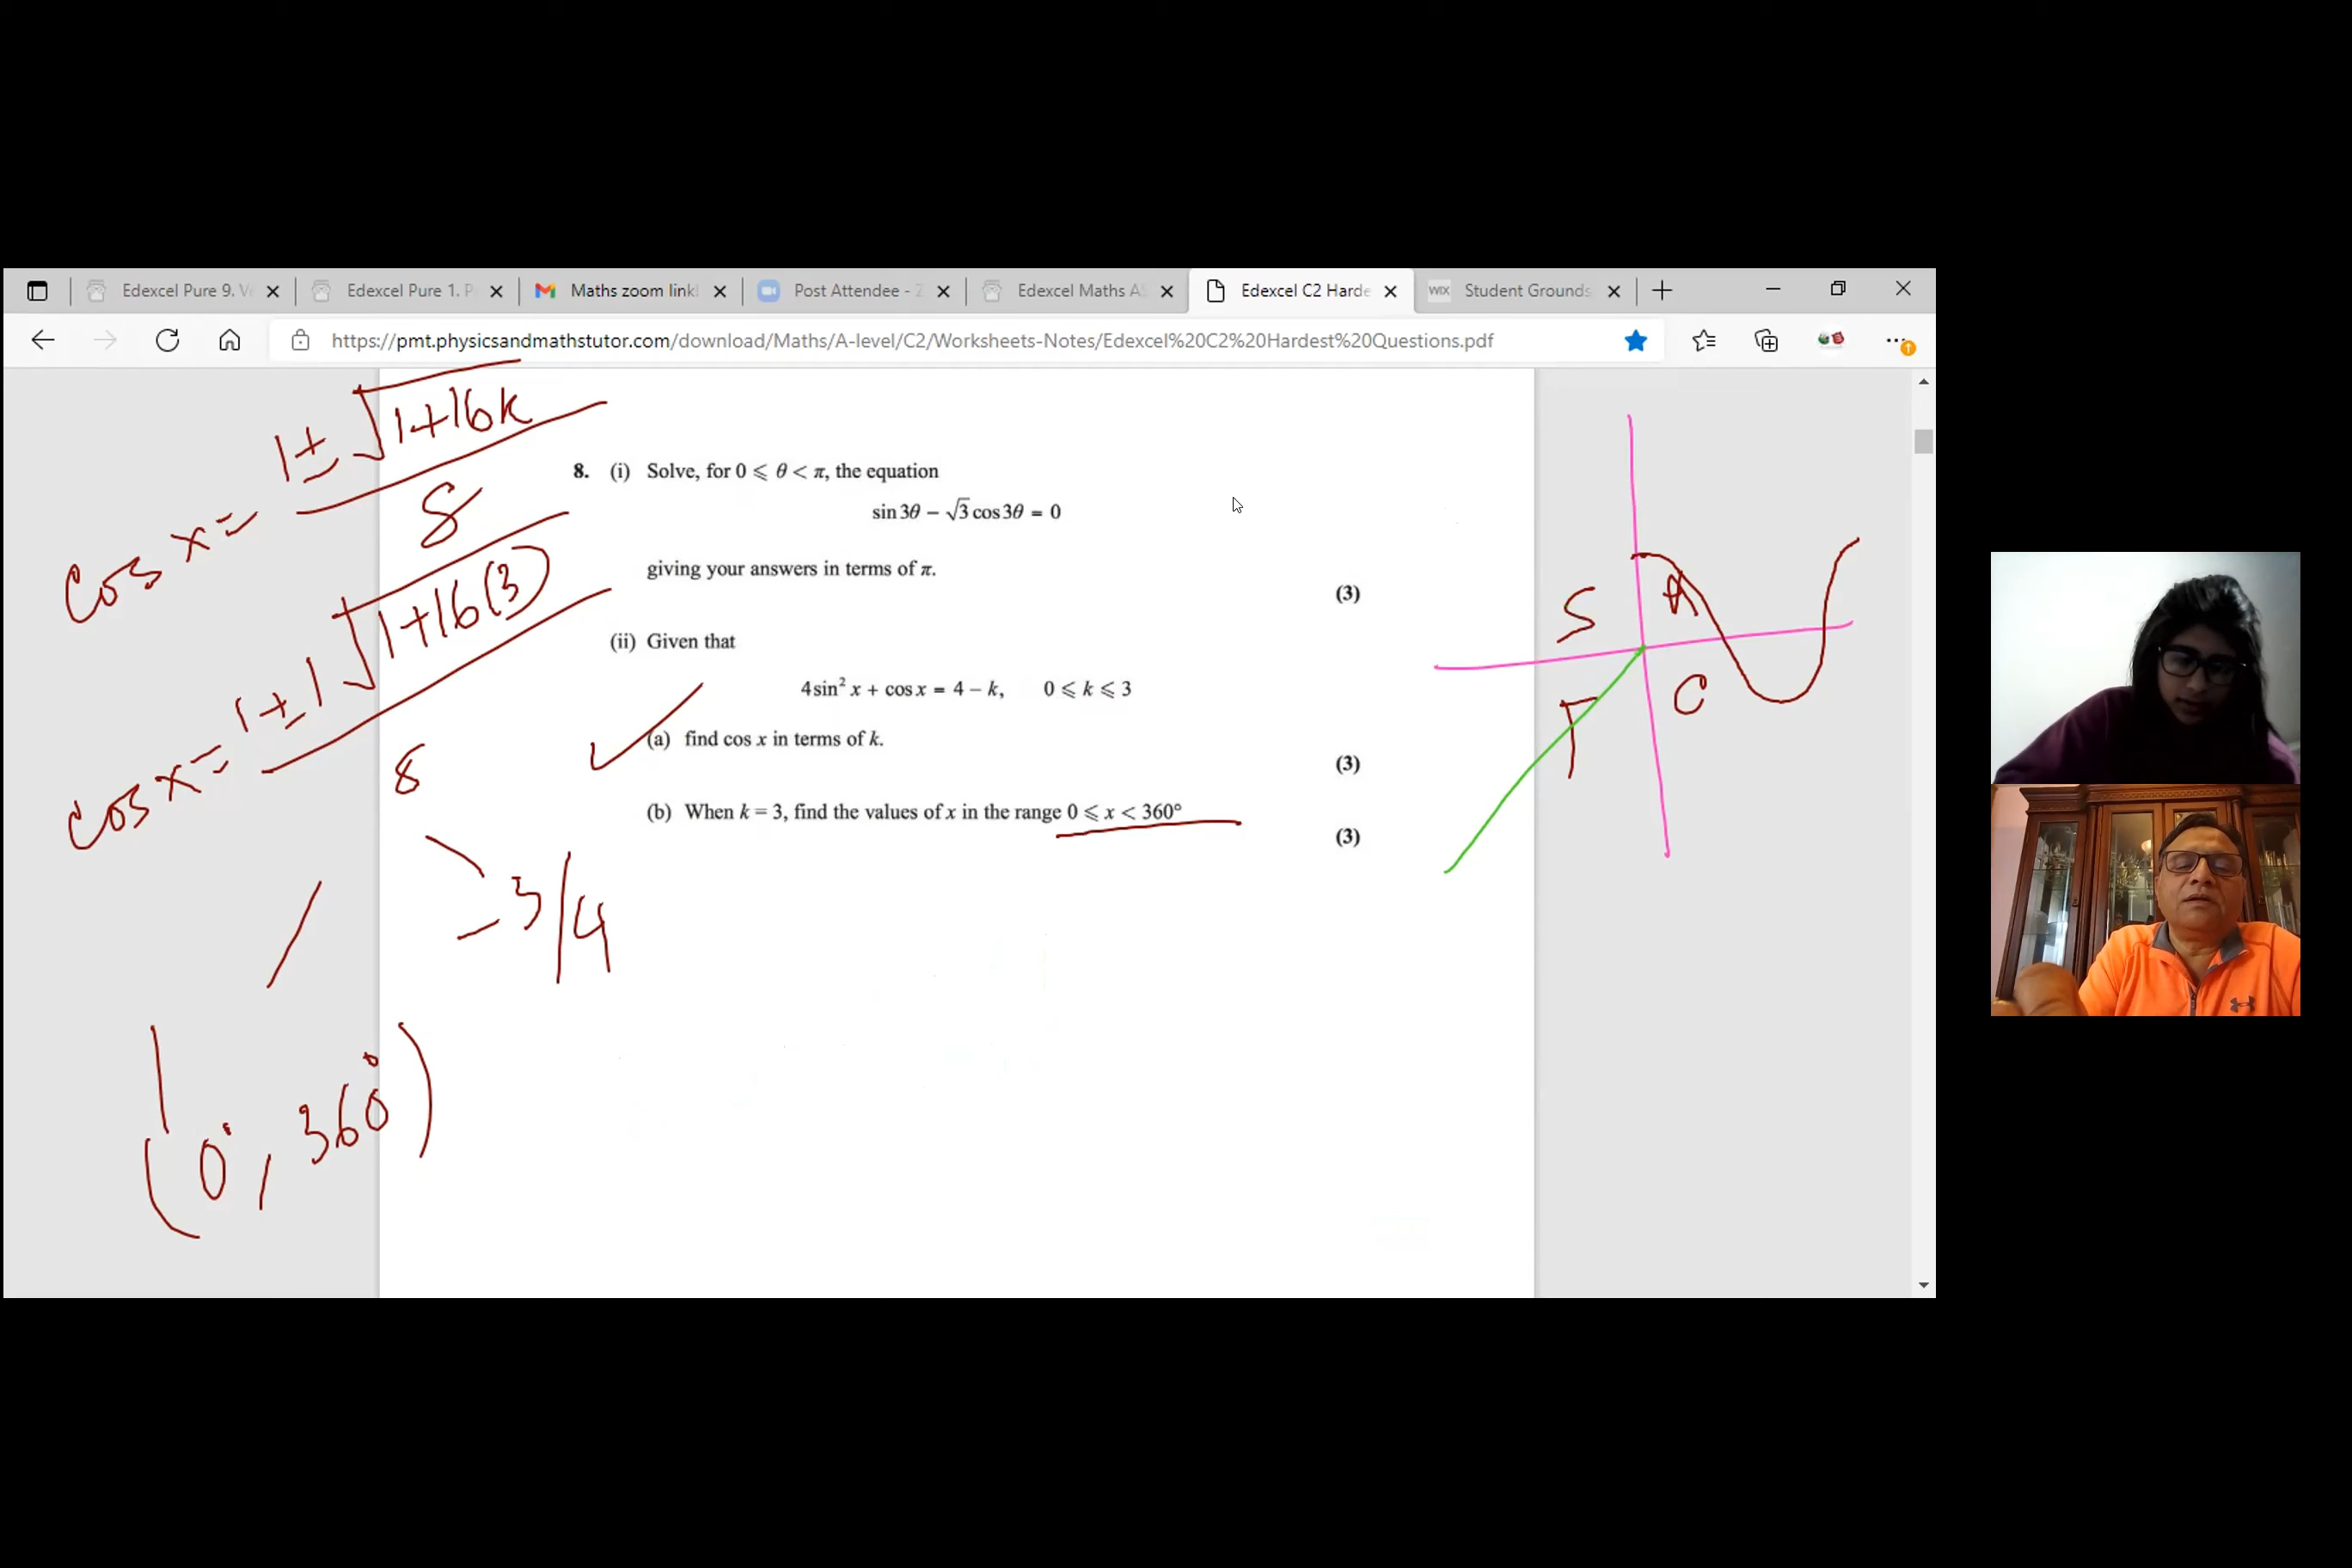 Edexcel Pure 9. Ve
Edexcel Pure 1. P
Maths zoom link
Post Attendee - Z
Edexcel Maths A
Edexcel C2 Harde
WIX
Student Grounds
https://pmt.physicsandmathstutor.com/download/Maths/A-level/C2/Worksheets-Notes/Edexcel%20C2%20Hardest%20Questions.pdf
cos x = 1±√1+16k
8
cos x = 1±1√1+16(3)
8
-3/4
1
(0°, 360°)
8. (i) Solve, for 0 ⩽ θ < π, the equation
sin 3θ − √3 cos 3θ = 0
giving your answers in terms of π.
(3)
(ii) Given that
4sin² x + cos x = 4 − k, 0 ⩽ k ⩽ 3
(a) find cos x in terms of k.
(3)
(b) When k = 3, find the values of x in the range 0 ⩽ x < 360°
(3)
S A
T C